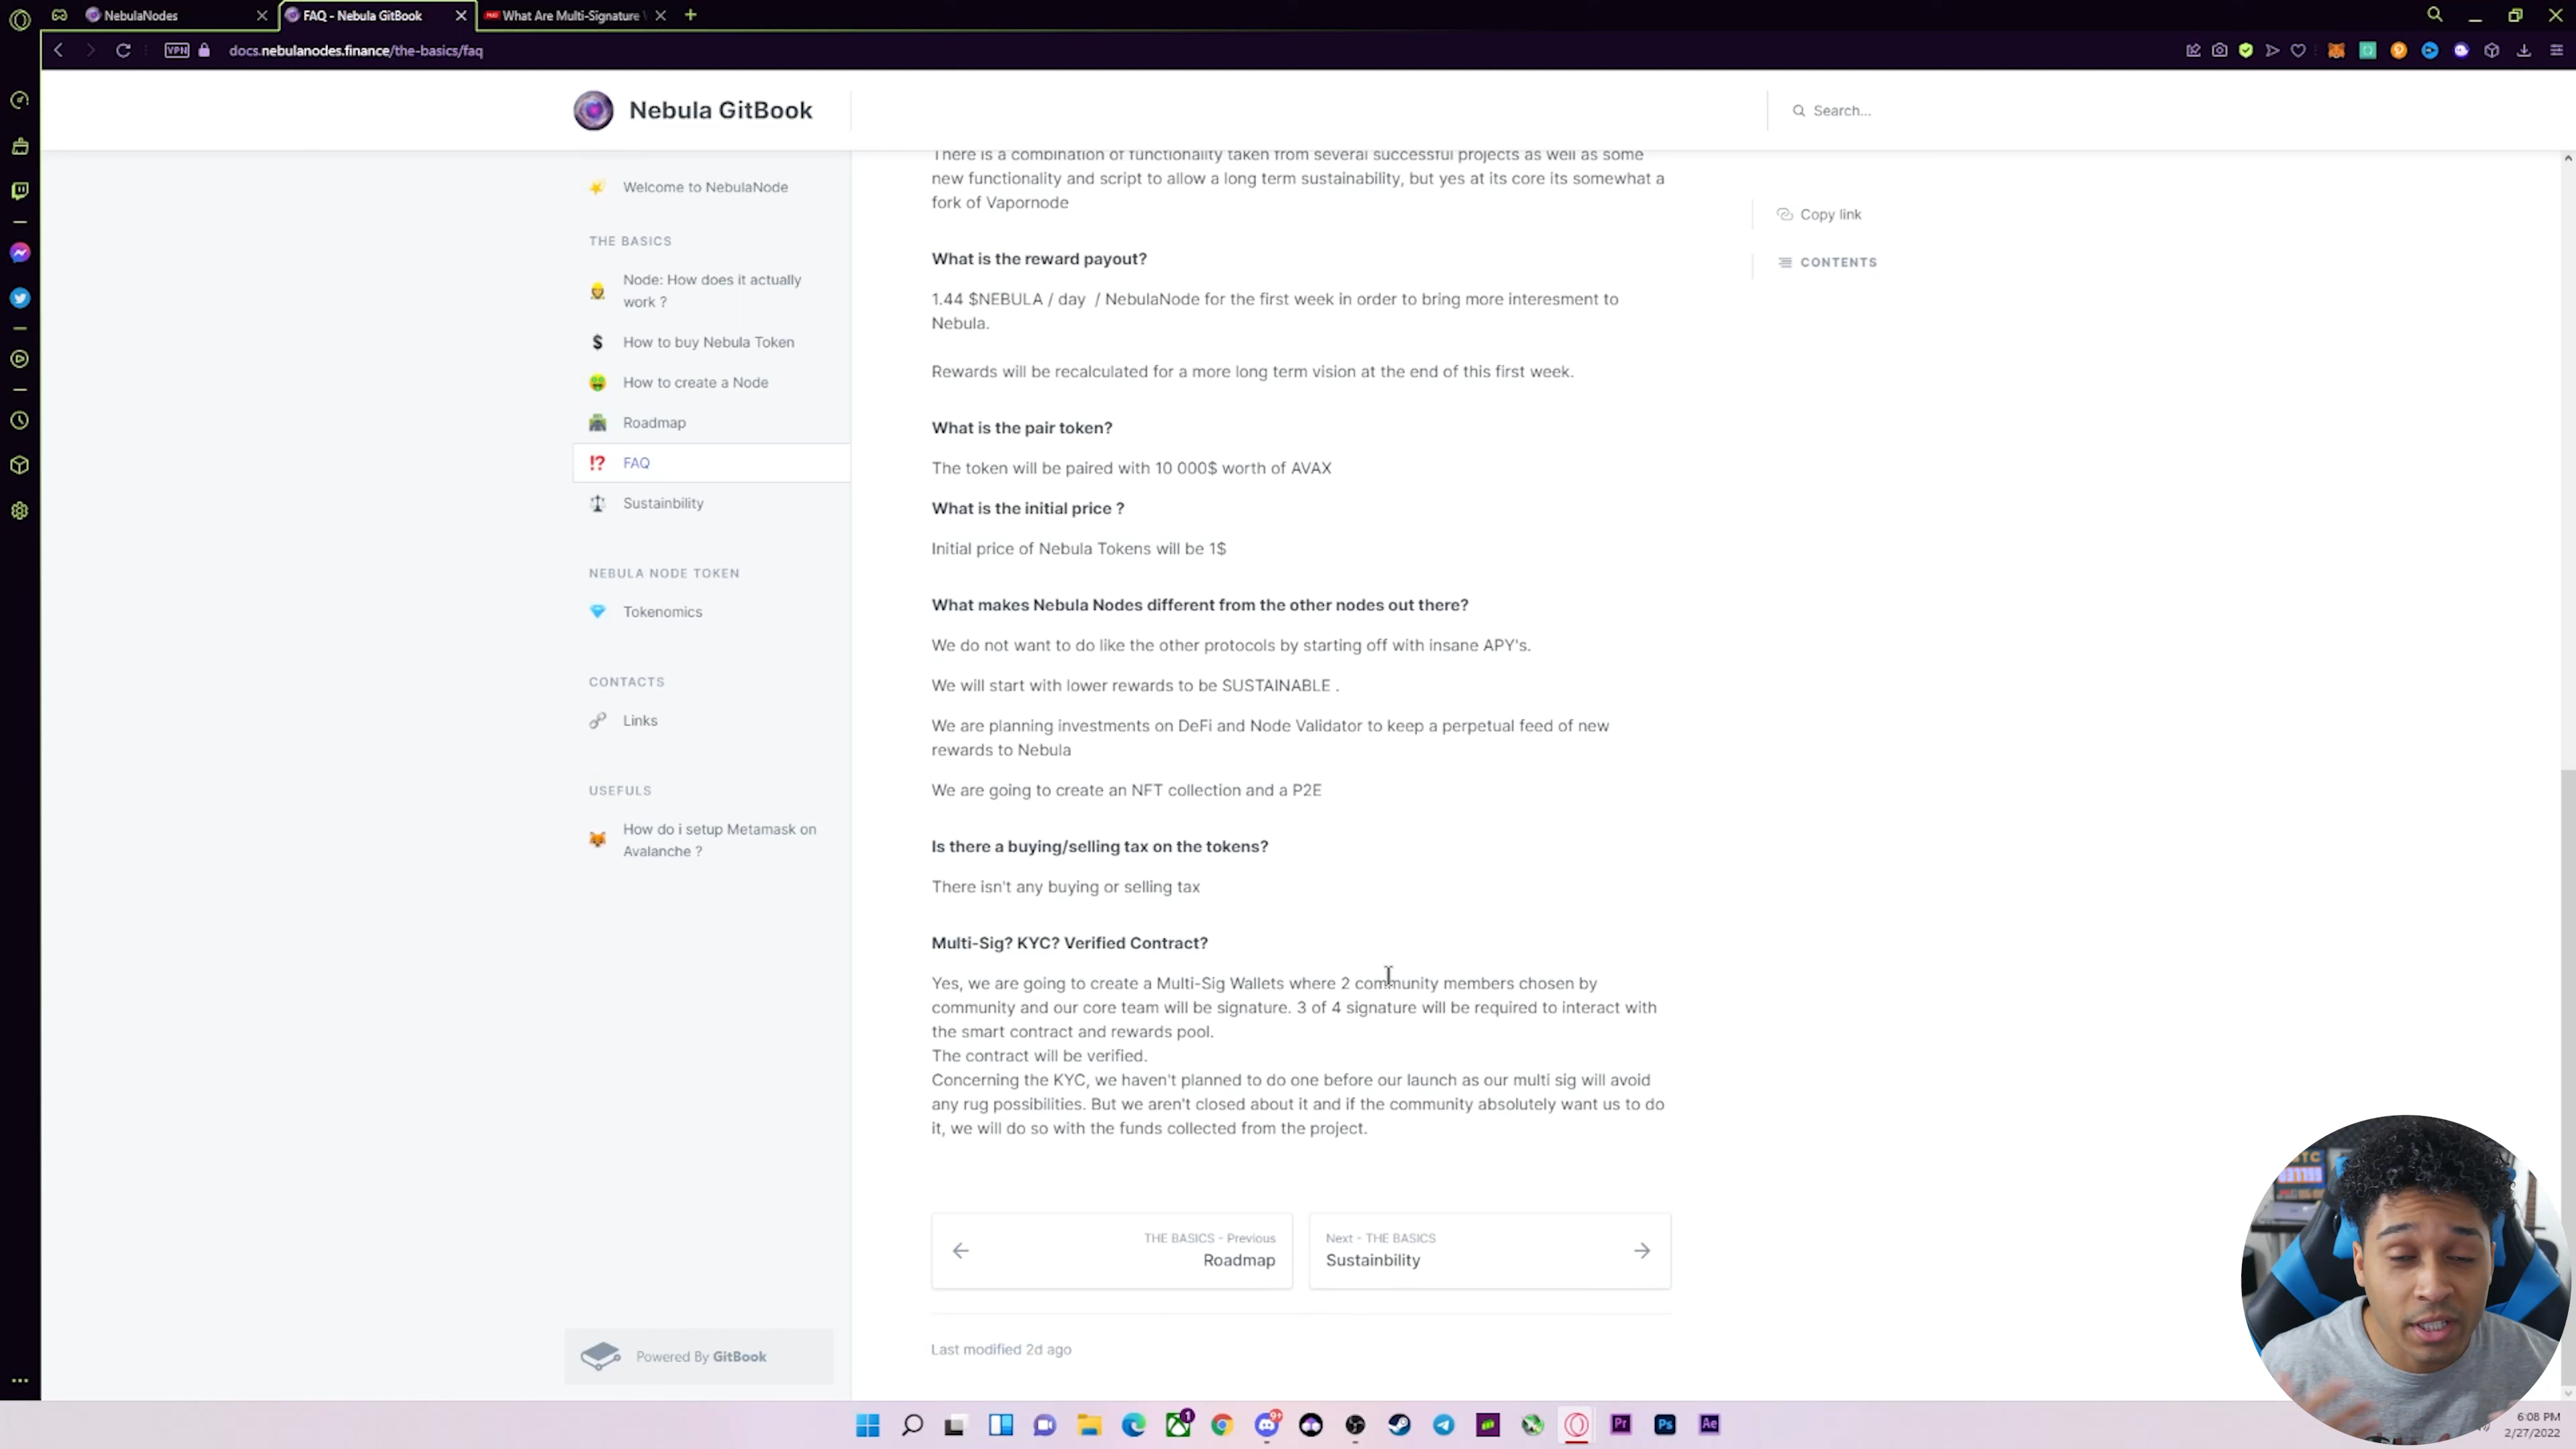 NebulaNodes
FAQ - Nebula GitBook
What Are Multi-Signature
VPN
docs.nebulanodes.finance/the-basics/faq
Nebula GitBook
Search...
Welcome to NebulaNode
THE BASICS
Node: How does it actually
work ?
How to buy Nebula Token
How to create a Node
Roadmap
FAQ
Sustainbility
NEBULA NODE TOKEN
Tokenomics
CONTACTS
Links
USEFULS
How do i setup Metamask on
Avalanche ?
Powered By GitBook
There is a combination of functionality taken from several successful projects as well as some
new functionality and script to allow a long term sustainability, but yes at its core its somewhat a
fork of Vapornode
What is the reward payout?
1.44 $NEBULA / day / NebulaNode for the first week in order to bring more interesment to
Nebula.
Rewards will be recalculated for a more long term vision at the end of this first week.
What is the pair token?
The token will be paired with 10 000$ worth of AVAX
What is the initial price ?
Initial price of Nebula Tokens will be 1$
What makes Nebula Nodes different from the other nodes out there?
We do not want to do like the other protocols by starting off with insane APY's.
We will start with lower rewards to be SUSTAINABLE .
We are planning investments on DeFi and Node Validator to keep a perpetual feed of new
rewards to Nebula
We are going to create an NFT collection and a P2E
Is there a buying/selling tax on the tokens?
There isn't any buying or selling tax
Multi-Sig? KYC? Verified Contract?
Yes, we are going to create a Multi-Sig Wallets where 2 community members chosen by
community and our core team will be signature. 3 of 4 signature will be required to interact with
the smart contract and rewards pool.
The contract will be verified.
Concerning the KYC, we haven't planned to do one before our launch as our multi sig will avoid
any rug possibilities. But we aren't closed about it and if the community absolutely want us to do
it, we will do so with the funds collected from the project.
THE BASICS - Previous
Roadmap
Next - THE BASICS
Sustainbility
Last modified 2d ago
Copy link
CONTENTS
1
9+
Pr
Ps
Ae
6:08 PM
2/27/2022